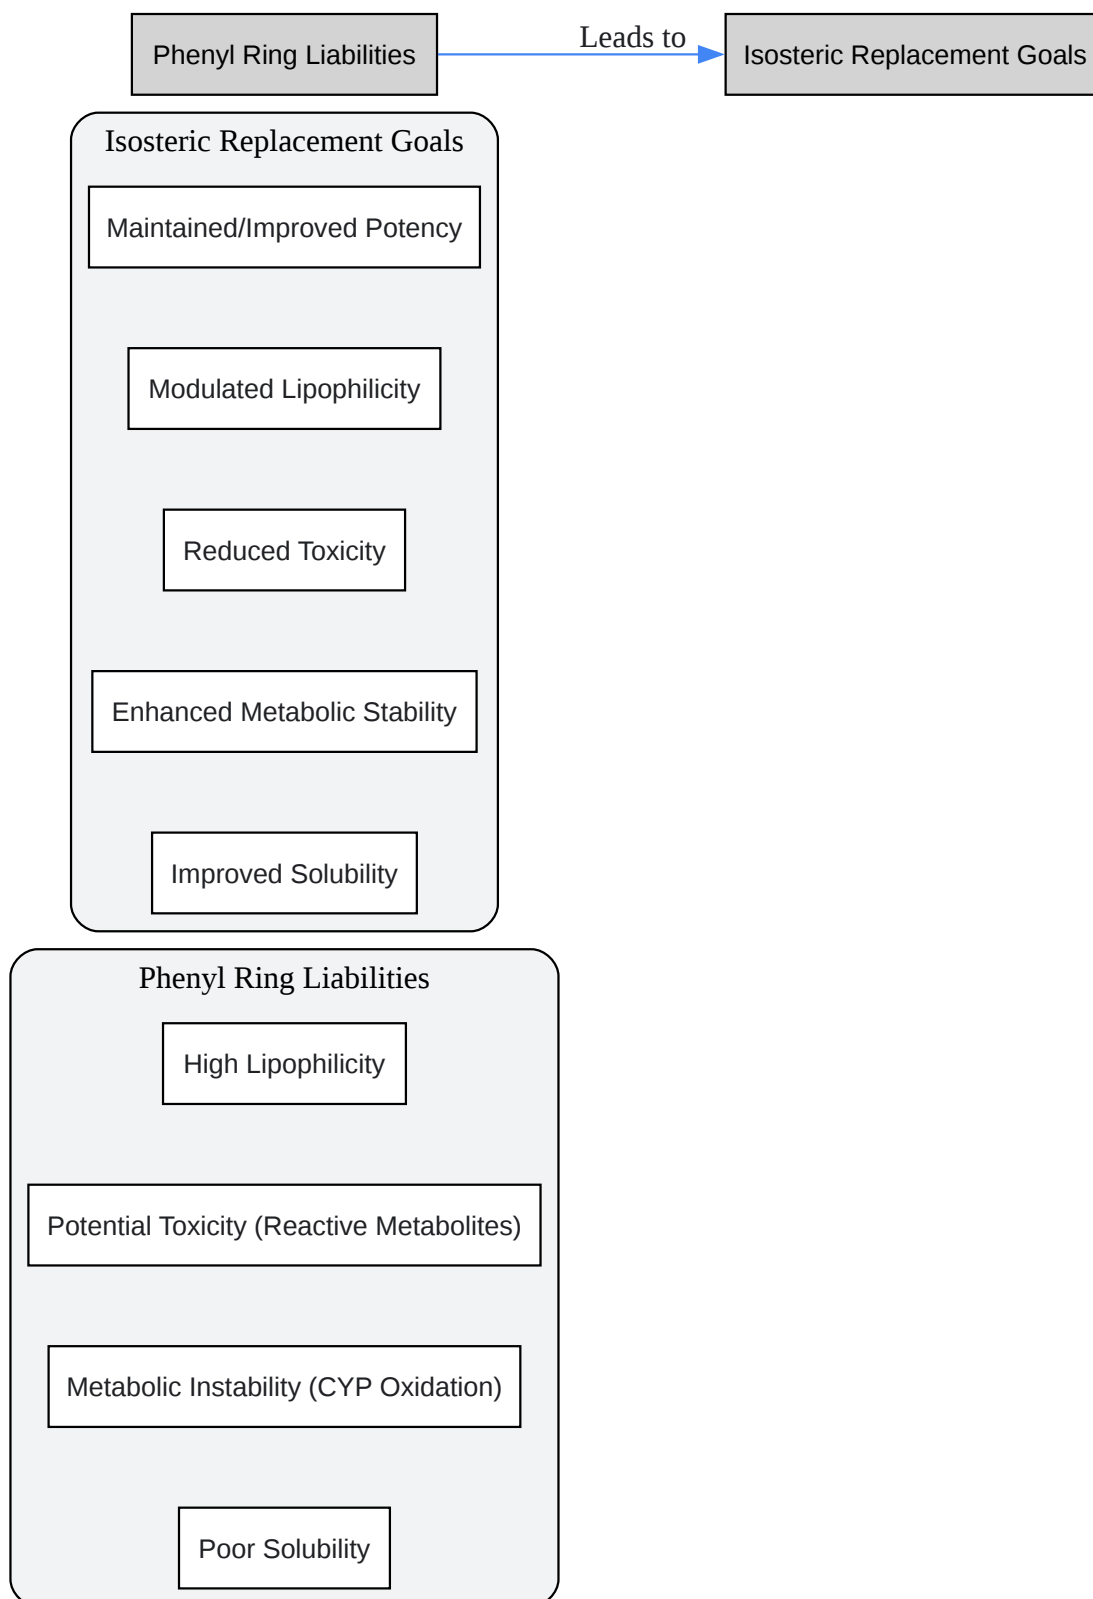 Phenyl Ring Liabilities
Leads to
Isosteric Replacement Goals
Isosteric Replacement Goals
Maintained/Improved Potency
Modulated Lipophilicity
Reduced Toxicity
Enhanced Metabolic Stability
Improved Solubility
Phenyl Ring Liabilities
High Lipophilicity
Potential Toxicity (Reactive Metabolites)
Metabolic Instability (CYP Oxidation)
Poor Solubility